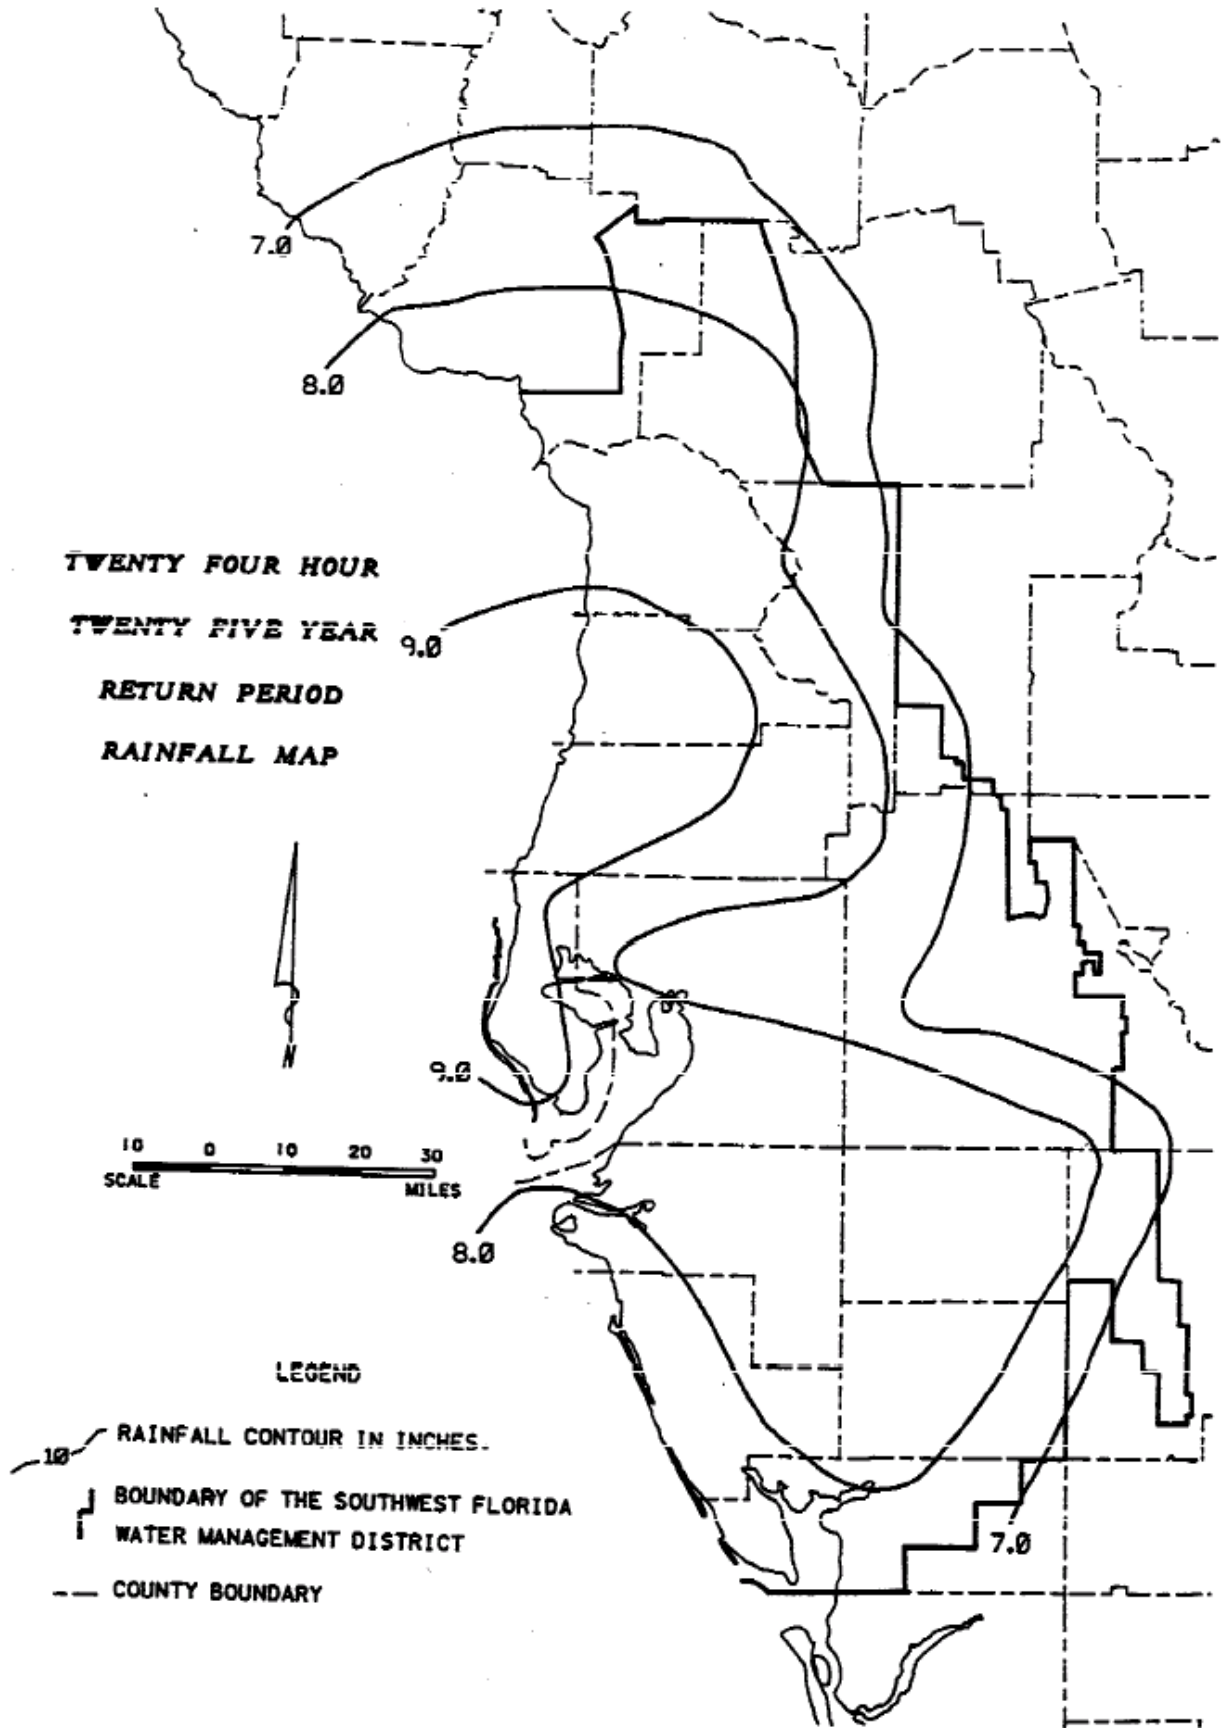 7.0
8.0
TWENTY FOUR HOUR
TWENTY FIVE YEAR
9.0
RETURN PERIOD
RAINFALL MAP
N
9.0
10 0 10 20 30
SCALE MILES
8.0
LEGEND
10 RAINFALL CONTOUR IN INCHES.
BOUNDARY OF THE SOUTHWEST FLORIDA
WATER MANAGEMENT DISTRICT
7.0
COUNTY BOUNDARY